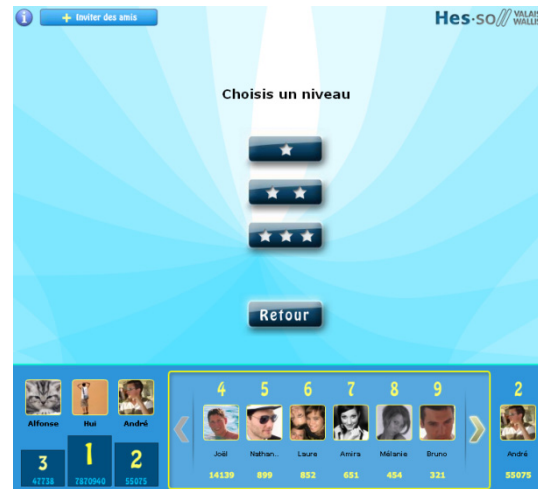 i
+ Inviter des amis
Hes·so// VALAIS
WALLIS
Choisis un niveau
Retour
4 5 6 7 8 9 2
Alfonse Hui André
Joël Nathan.. Laure Amira Mélanie Bruno André
3 1 2
47738 7870940 55075
14139 899 852 651 454 321 55075